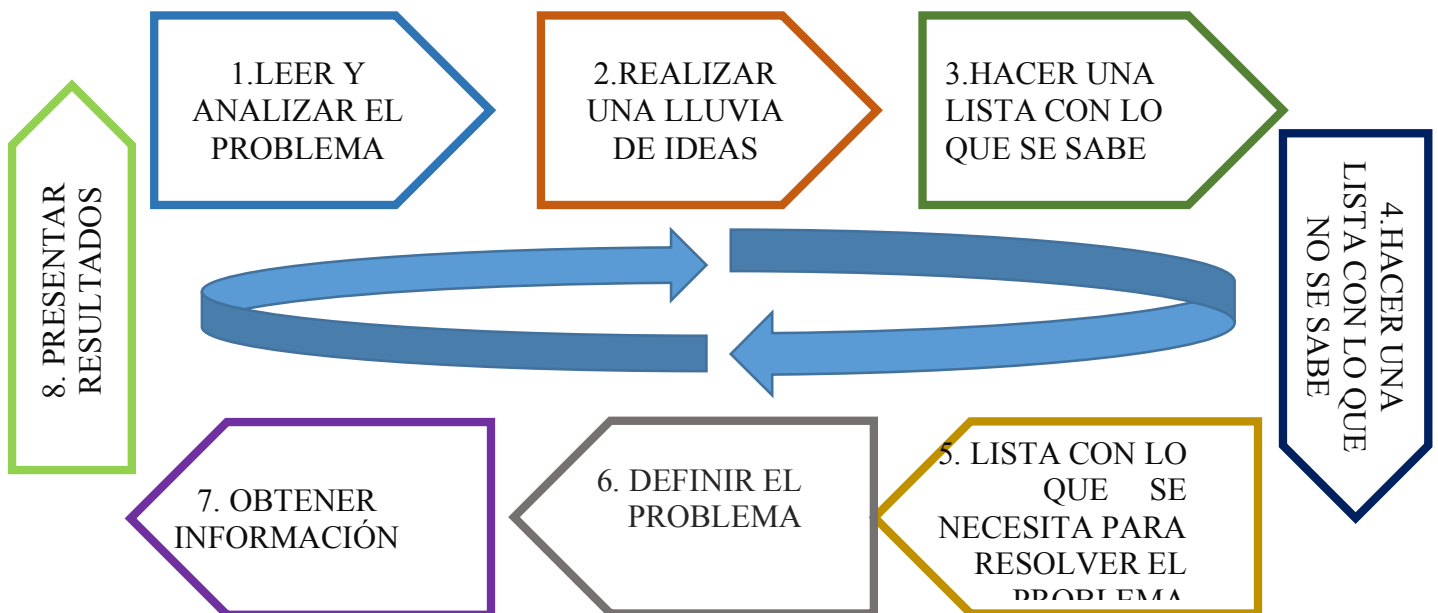 1.LEER Y
ANALIZAR EL
PROBLEMA
2.REALIZAR
UNA LLUVIA
DE IDEAS
3.HACER UNA
LISTA CON LO
QUE SE SABE
4.HACER UNA
LISTA CON LO QUE
NO SE SABE
5. LISTA CON LO
QUE SE
NECESITA PARA
RESOLVER EL
PROBLEMA
6. DEFINIR EL
PROBLEMA
7. OBTENER
INFORMACIÓN
8. PRESENTAR
RESULTADOS